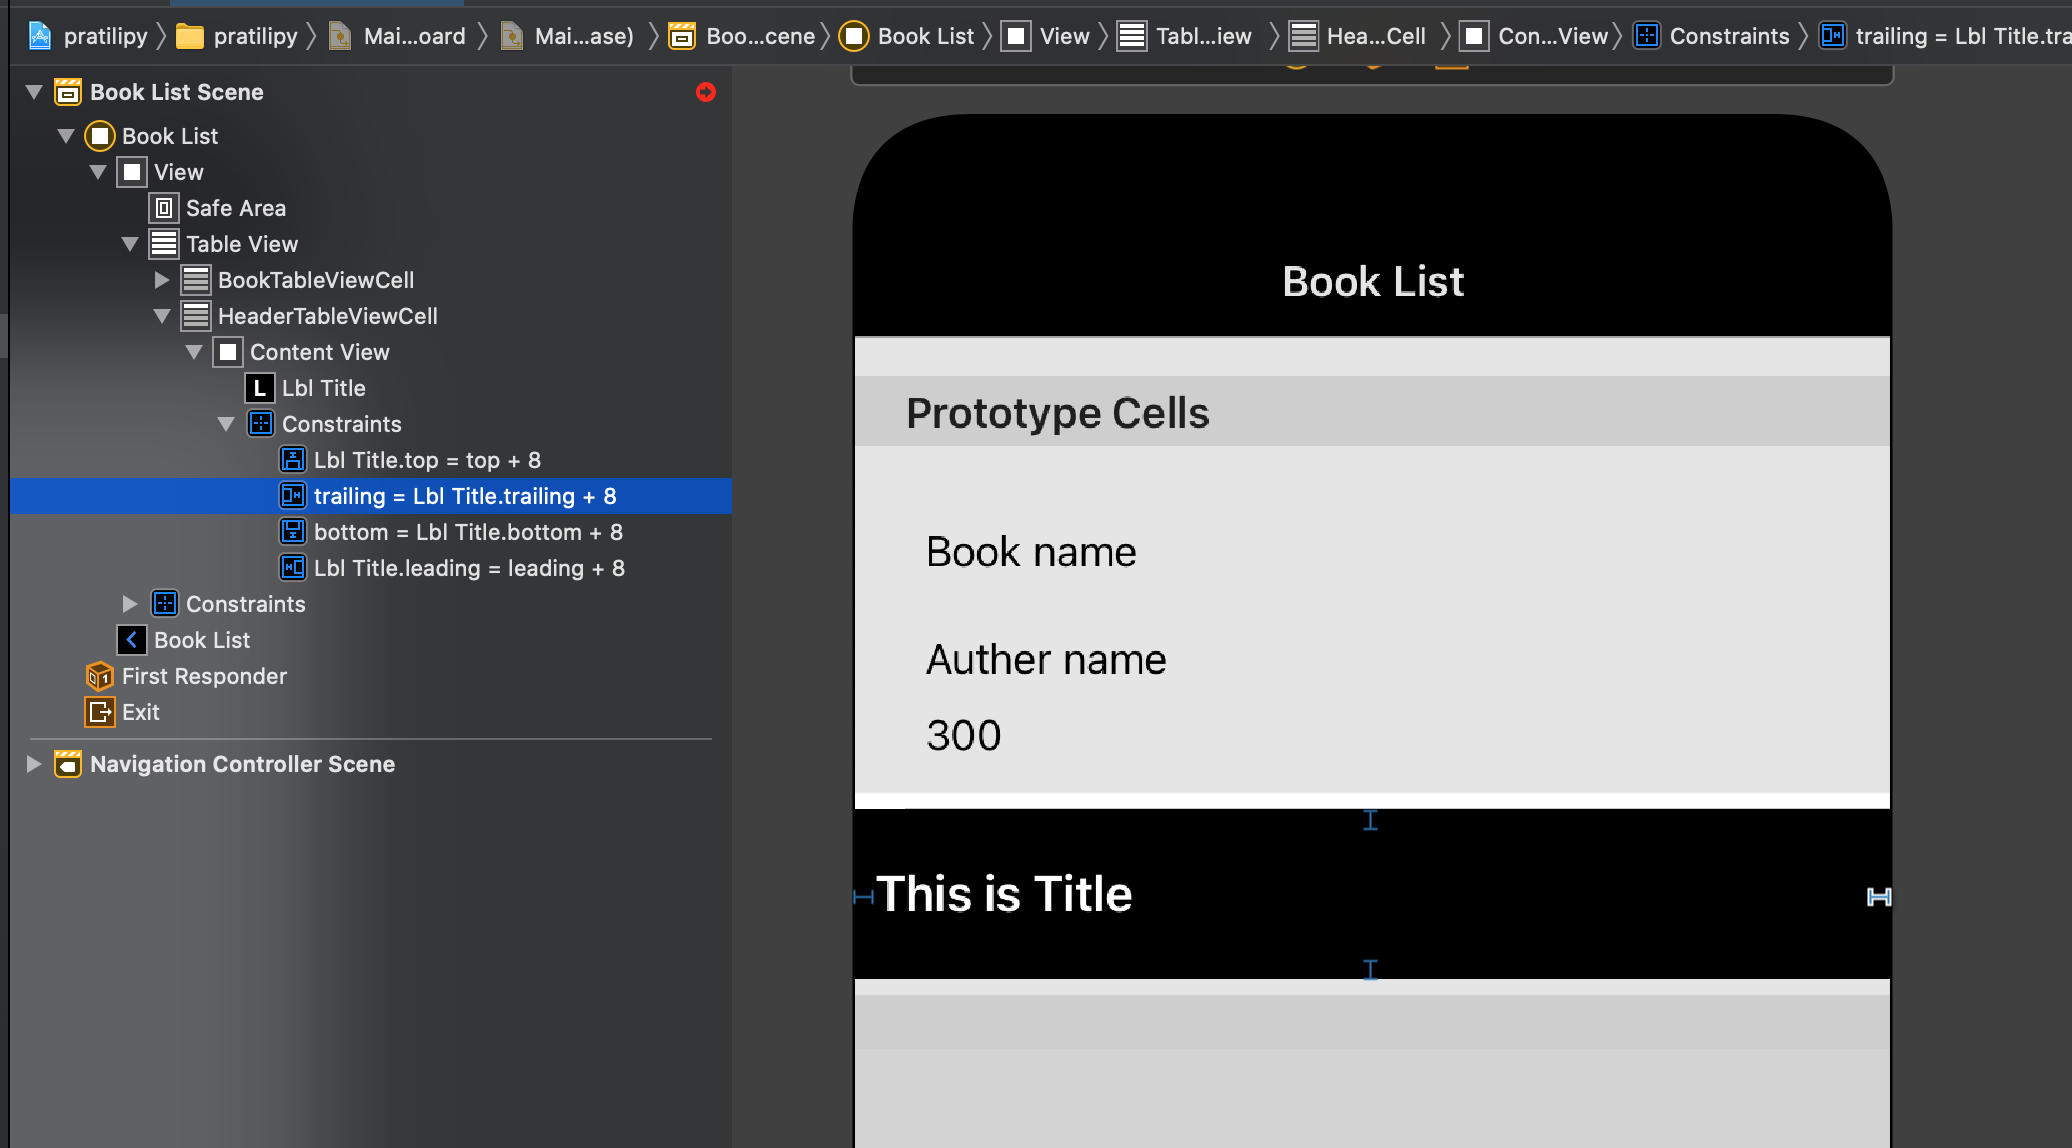 pratilipy
pratilipy
Mai...oard
Mai...ase)
Boo...cene
Book List
View
Tabl...iew
Hea...Cell
Con...View
Constraints
trailing = Lbl Title.tra
Book List Scene
Book List
View
Safe Area
Table View
BookTableViewCell
HeaderTableViewCell
Content View
L Lbl Title
Constraints
Lbl Title.top = top + 8
trailing = Lbl Title.trailing + 8
bottom = Lbl Title.bottom + 8
Lbl Title.leading = leading + 8
Constraints
Book List
First Responder
Exit
Navigation Controller Scene
Book List
Prototype Cells
Book name
Auther name
300
This is Title